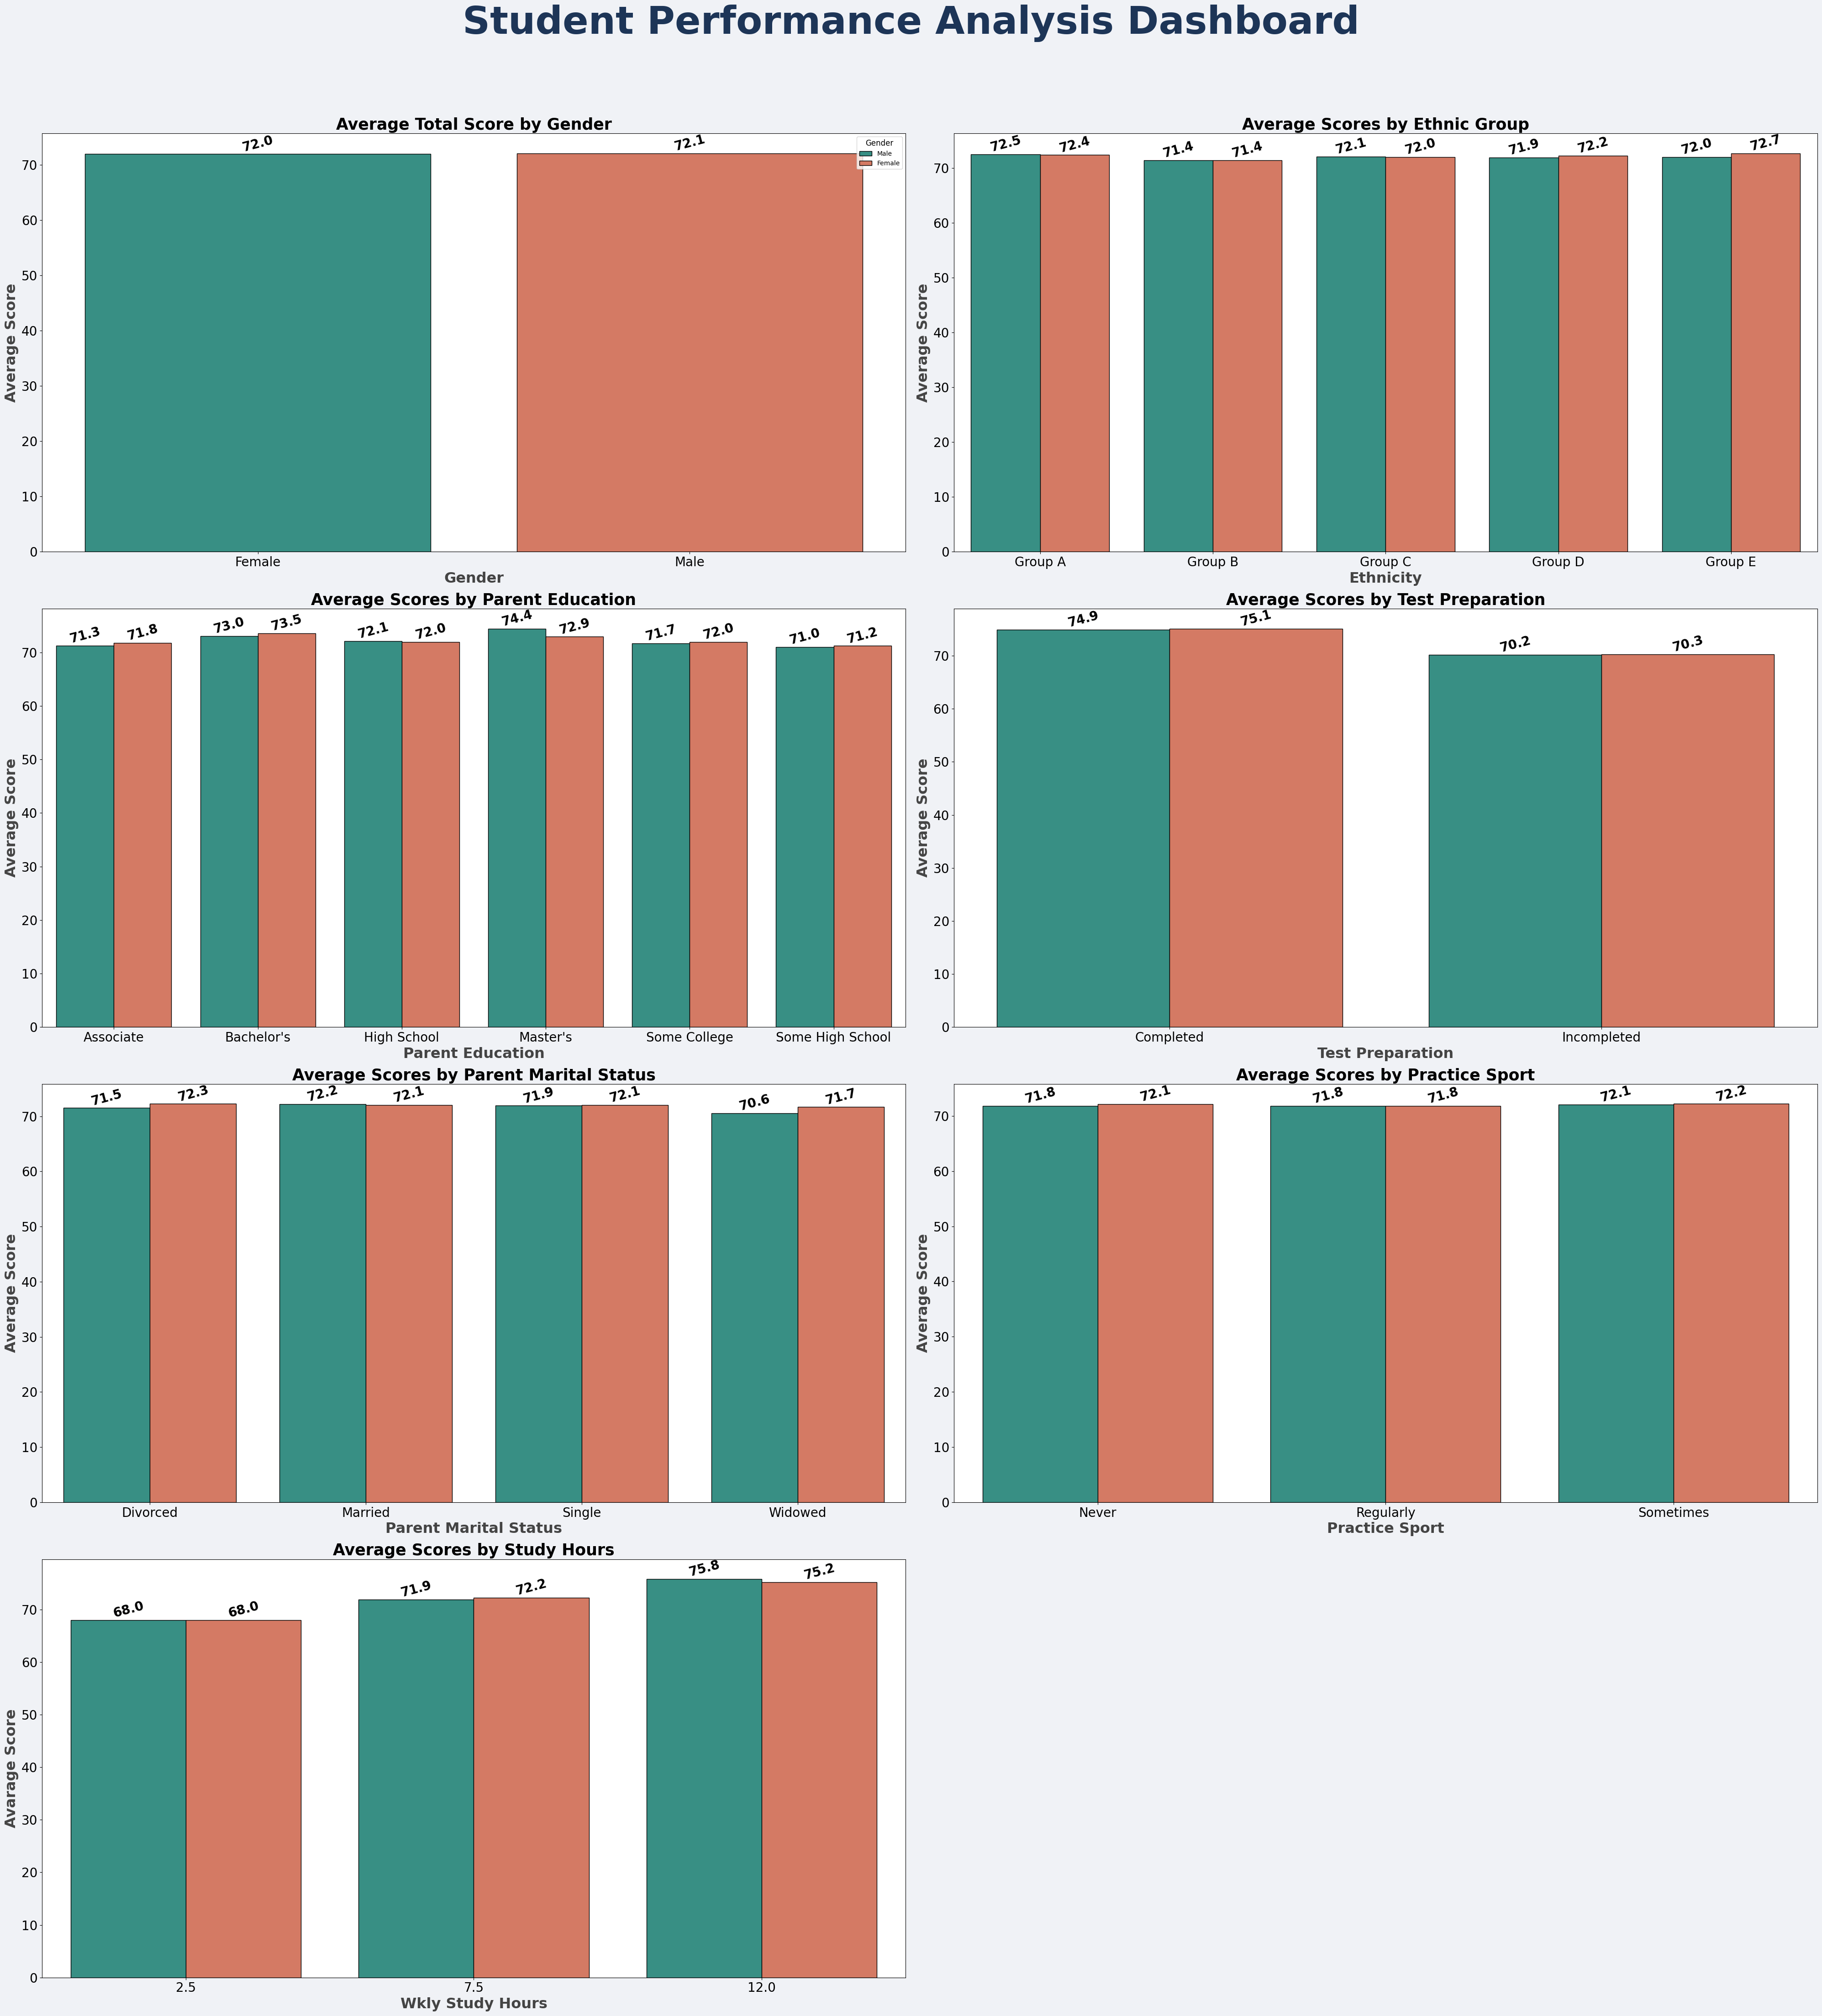 Student Performance Analysis Dashboard
Average Total Score by Gender
72.0
72.1
Gender
Male
Female
70
60
50
40
30
20
10
0
Average Score
Female
Male
Gender
Average Scores by Ethnic Group
72.5 72.4 71.4 71.4 72.1 72.0 71.9 72.2 72.0 72.7
70
60
50
40
30
20
10
0
Average Score
Group A Group B Group C Group D Group E
Ethnicity
Average Scores by Parent Education
71.3 71.8 73.0 73.5 72.1 72.0 74.4 72.9 71.7 72.0 71.0 71.2
70
60
50
40
30
20
10
0
Average Score
Associate Bachelor's High School Master's Some College Some High School
Parent Education
Average Scores by Test Preparation
74.9 75.1 70.2 70.3
70
60
50
40
30
20
10
0
Average Score
Completed Incompleted
Test Preparation
Average Scores by Parent Marital Status
71.5 72.3 72.2 72.1 71.9 72.1 70.6 71.7
70
60
50
40
30
20
10
0
Average Score
Divorced Married Single Widowed
Parent Marital Status
Average Scores by Practice Sport
71.8 72.1 71.8 71.8 72.1 72.2
70
60
50
40
30
20
10
0
Average Score
Never Regularly Sometimes
Practice Sport
Average Scores by Study Hours
68.0 68.0 71.9 72.2 75.8 75.2
70
60
50
40
30
20
10
0
Avarage Score
2.5 7.5 12.0
Wkly Study Hours